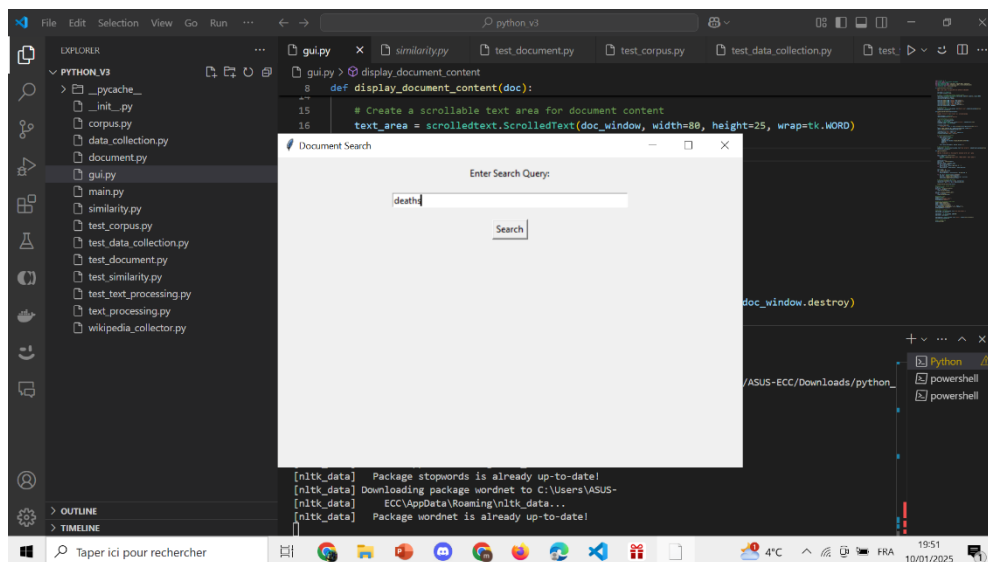 File Edit Selection View Go Run ··· python_v3
EXPLORER ···
PYTHON_V3
__pycache__
__init__.py
corpus.py
data_collection.py
document.py
gui.py
main.py
similarity.py
test_corpus.py
test_data_collection.py
test_document.py
test_similarity.py
test_text_processing.py
text_processing.py
wikipedia_collector.py
OUTLINE
TIMELINE
gui.py similarity.py test_document.py test_corpus.py test_data_collection.py test_
gui.py > display_document_content
8 def display_document_content(doc):
15 # Create a scrollable text area for document content
16 text_area = scrolledtext.ScrolledText(doc_window, width=80, height=25, wrap=tk.WORD)
Document Search
Enter Search Query:
deaths
Search
doc_window.destroy)
/ASUS-ECC/Downloads/python_
Python
powershell
powershell
[nltk_data] Package stopwords is already up-to-date!
[nltk_data] Downloading package wordnet to C:\Users\ASUS-
[nltk_data] ECC\AppData\Roaming\nltk_data...
[nltk_data] Package wordnet is already up-to-date!
Taper ici pour rechercher
4°C FRA 19:51
10/01/2025